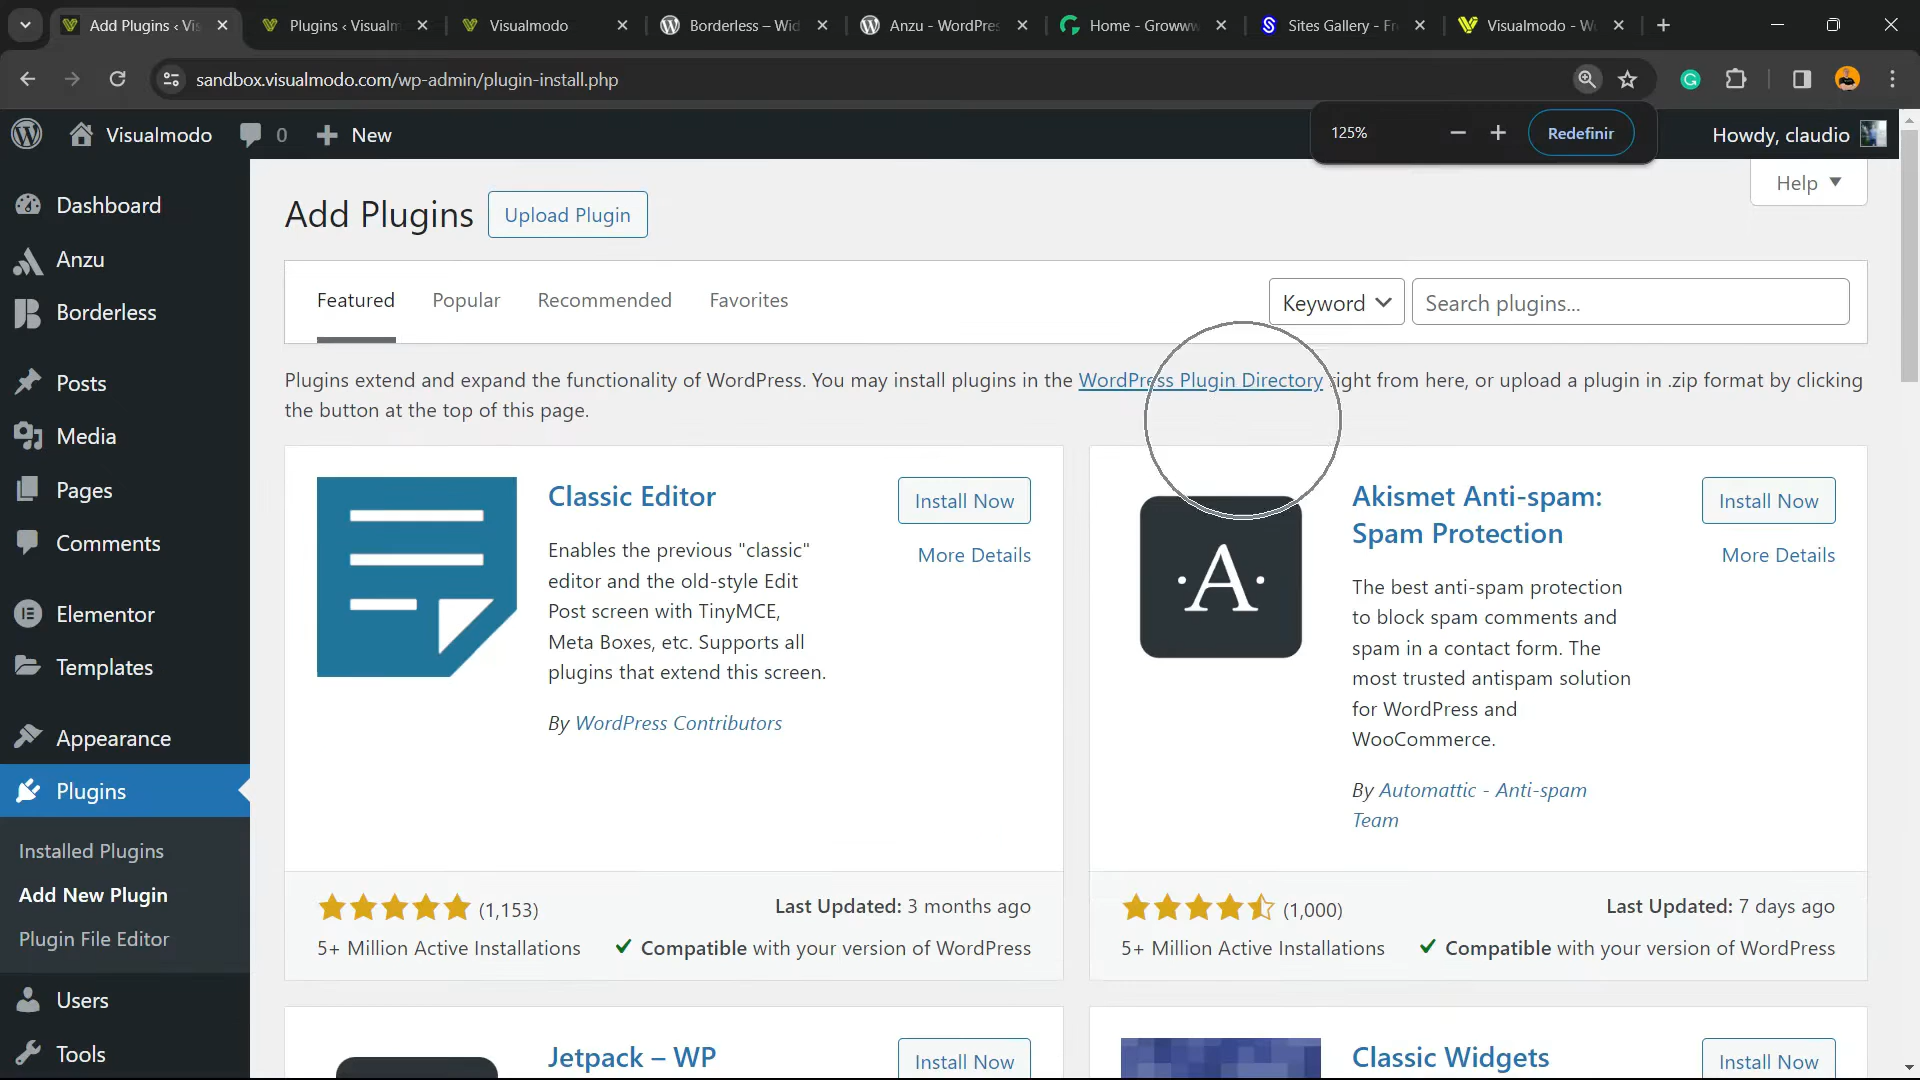 Add Plugins ‹ Vis
Plugins ‹ Visualm
Visualmodo
Borderless – Wid
Anzu - WordPres
Home - Growww
Sites Gallery - Fr
Visualmodo - W
sandbox.visualmodo.com/wp-admin/plugin-install.php
Visualmodo
0
New
125%
Redefinir
Howdy, claudio
Dashboard
Anzu
Borderless
Posts
Media
Pages
Comments
Elementor
Templates
Appearance
Plugins
Installed Plugins
Add New Plugin
Plugin File Editor
Users
Tools
Help
Add Plugins
Upload Plugin
Featured
Popular
Recommended
Favorites
Keyword
Search plugins...
Plugins extend and expand the functionality of WordPress. You may install plugins in the WordPress Plugin Directory right from here, or upload a plugin in .zip format by clicking
the button at the top of this page.
Classic Editor
Install Now
More Details
Enables the previous "classic"
editor and the old-style Edit
Post screen with TinyMCE,
Meta Boxes, etc. Supports all
plugins that extend this screen.
By WordPress Contributors
(1,153)
Last Updated: 3 months ago
5+ Million Active Installations
Compatible with your version of WordPress
·A·
Akismet Anti-spam:
Spam Protection
Install Now
More Details
The best anti-spam protection
to block spam comments and
spam in a contact form. The
most trusted antispam solution
for WordPress and
WooCommerce.
By Automattic - Anti-spam
Team
(1,000)
Last Updated: 7 days ago
5+ Million Active Installations
Compatible with your version of WordPress
Jetpack – WP
Install Now
Classic Widgets
Install Now